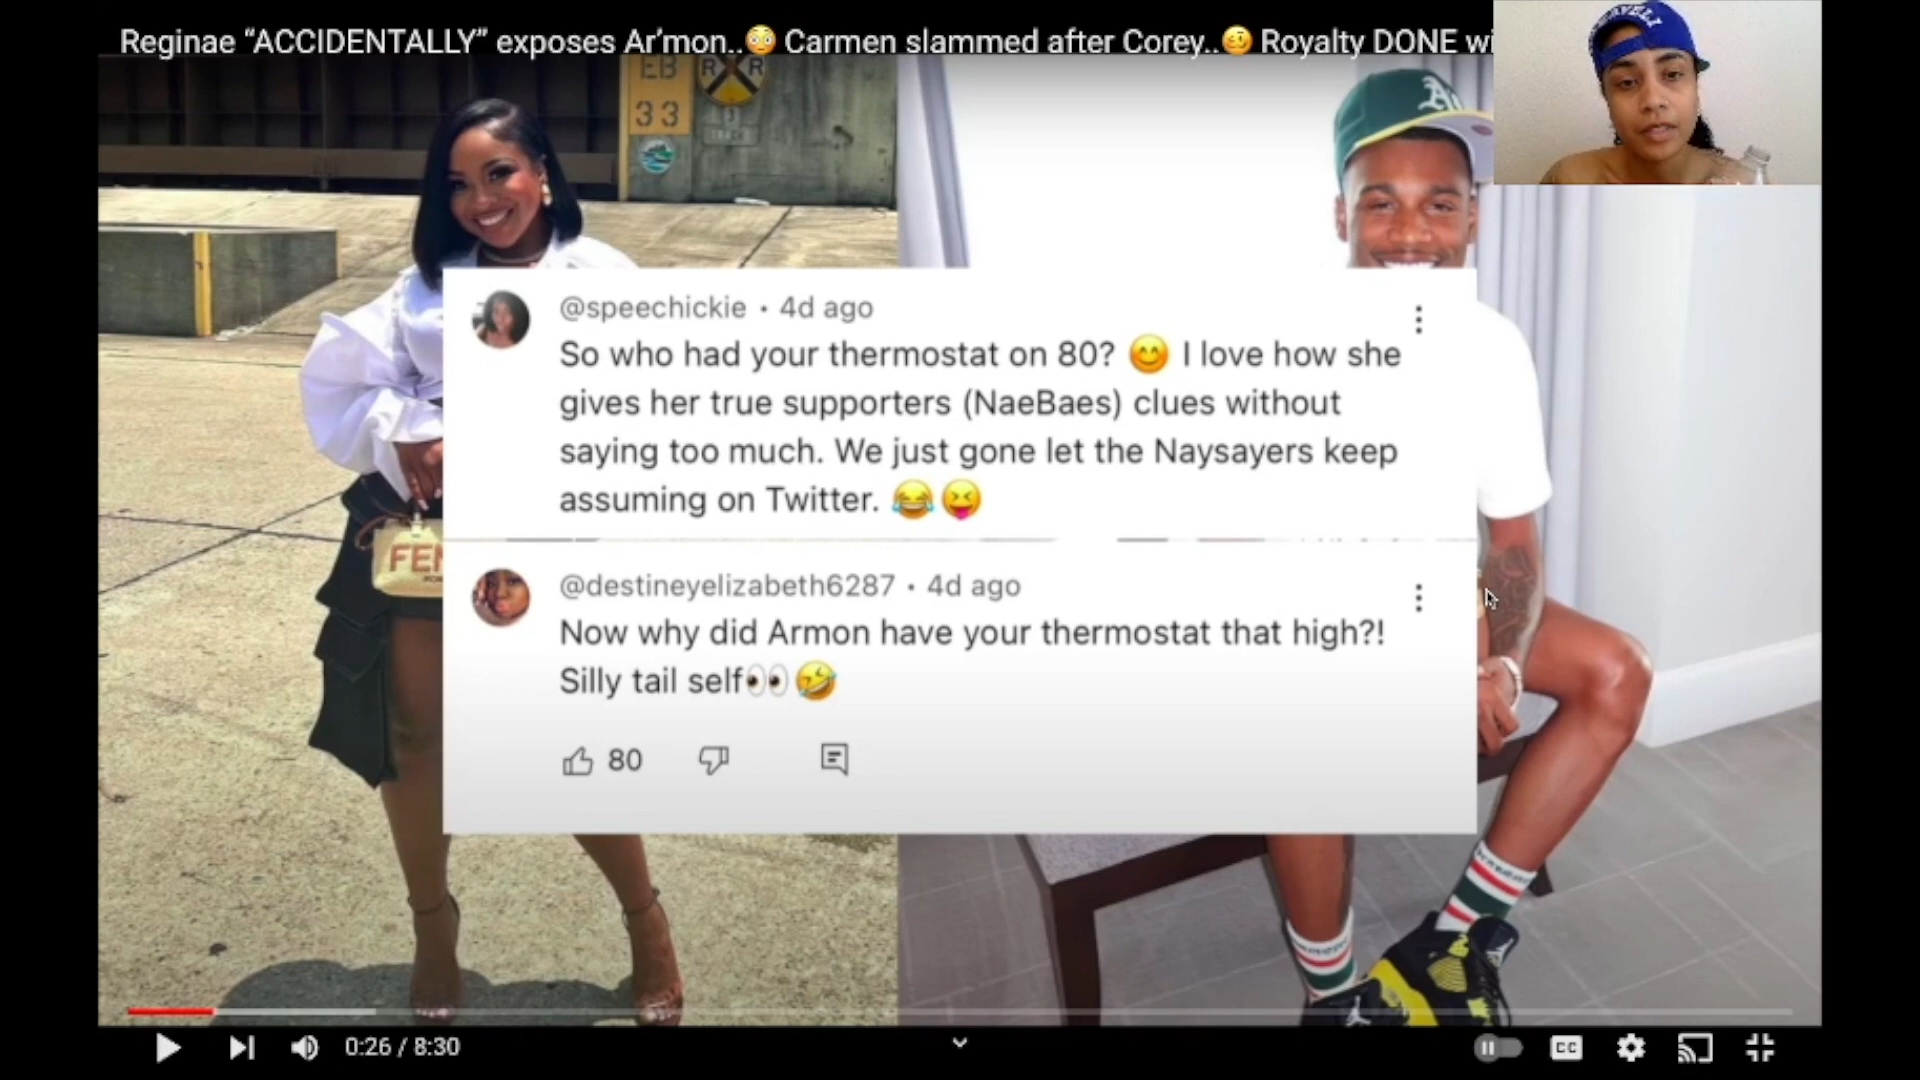 Reginae “ACCIDENTALLY” exposes Ar'mon..😳 Carmen slammed after Corey..🥴 Royalty DONE wi
EB
33
R R
@speechickie • 4d ago
So who had your thermostat on 80? 😊 I love how she
gives her true supporters (NaeBaes) clues without
saying too much. We just gone let the Naysayers keep
assuming on Twitter. 😂😝
@destineyelizabeth6287 • 4d ago
Now why did Armon have your thermostat that high?!
Silly tail self👀🤣
80
FEN
0:26 / 8:30
CC